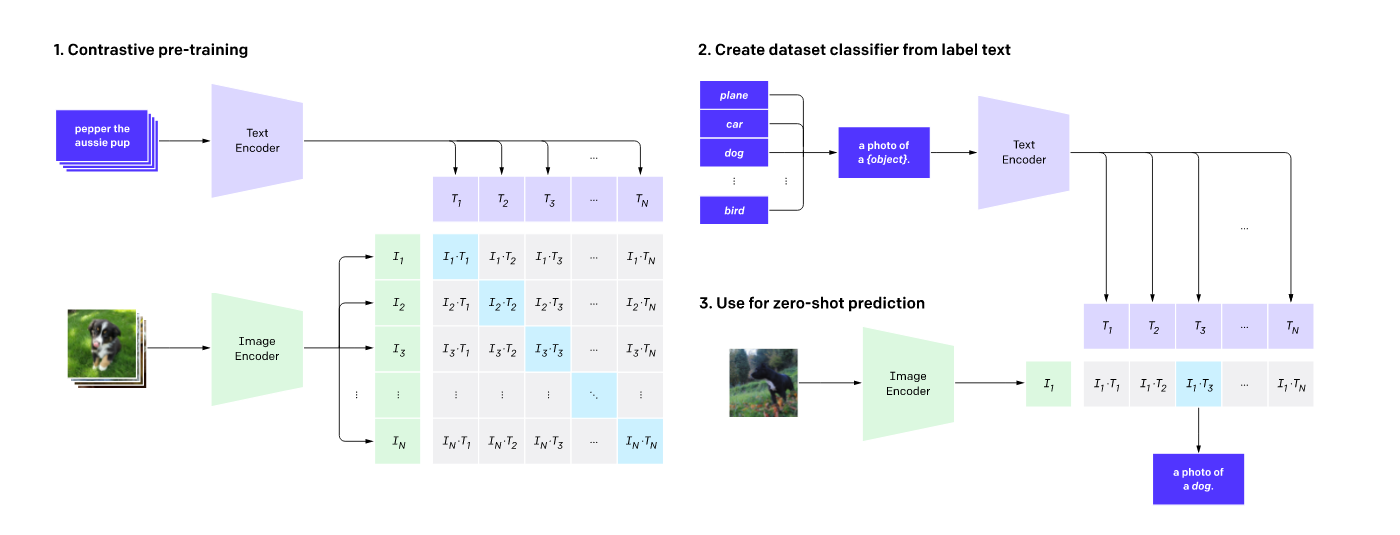 1. Contrastive pre-training
pepper the
aussie pup
Text
Encoder
...
T1 T2 T3 ... TN
I1 I1·T1 I1·T2 I1·T3 ... I1·TN
I2 I2·T1 I2·T2 I2·T3 ... I2·TN
I3 I3·T1 I3·T2 I3·T3 ... I3·TN
⋮ ⋮ ⋮ ⋮ ⋮ ⋱ ⋮
IN IN·T1 IN·T2 IN·T3 ... IN·TN
Image
Encoder
2. Create dataset classifier from label text
plane
car
dog
⋮ ⋮
bird
a photo of
a {object}.
Text
Encoder
...
3. Use for zero-shot prediction
Image
Encoder
T1 T2 T3 ... TN
I1 I1·T1 I1·T2 I1·T3 ... I1·TN
a photo of
a dog.